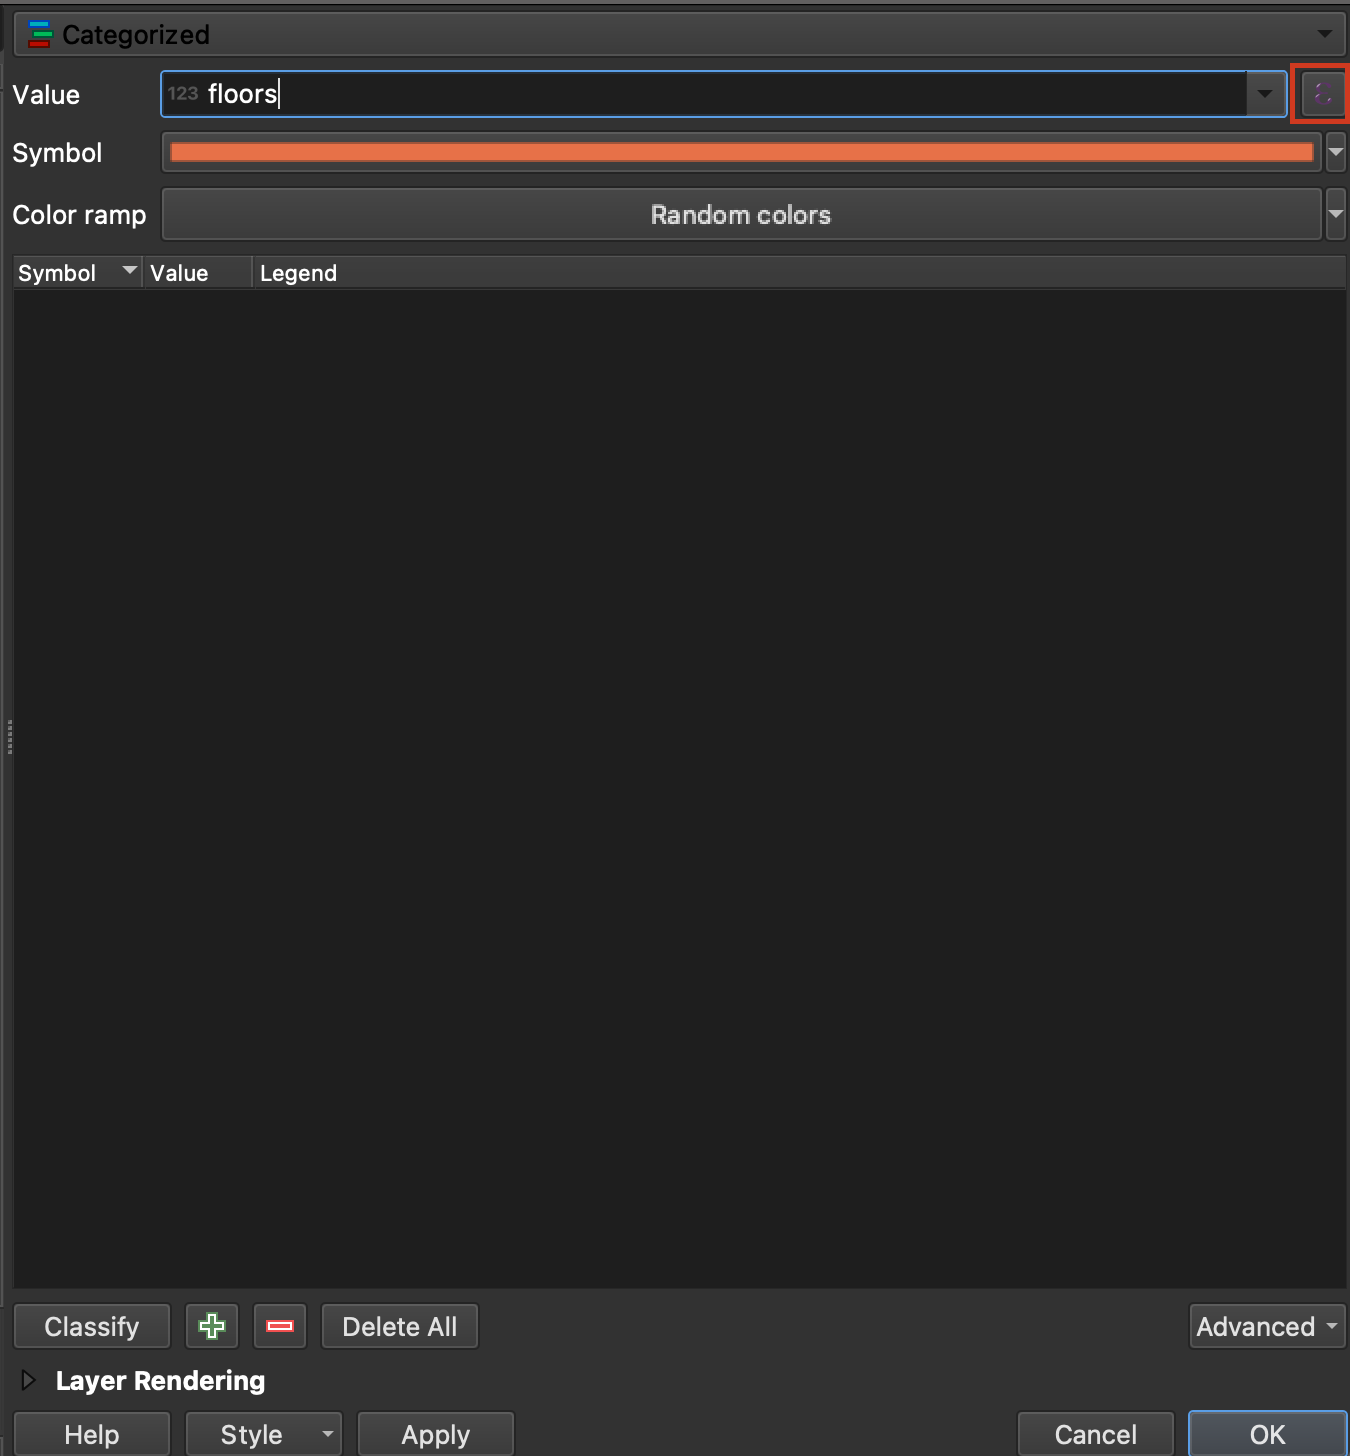 Categorized
Value 123 floors
Symbol
Color ramp Random colors
Symbol Value Legend
Classify Delete All Advanced
Layer Rendering
Help Style Apply Cancel OK